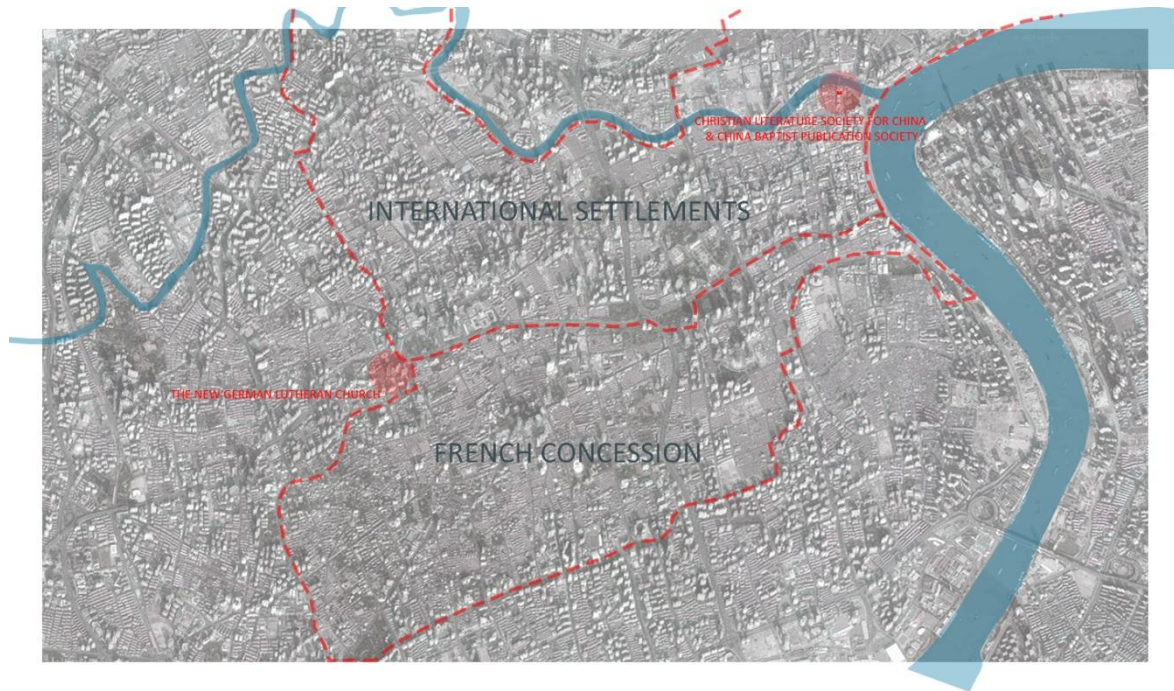 CHRISTIAN LITERATURE SOCIETY FOR CHINA
& CHINA BAPTIST PUBLICATION SOCIETY
INTERNATIONAL SETTLEMENTS
THE NEW GERMAN LUTHERAN CHURCH
FRENCH CONCESSION